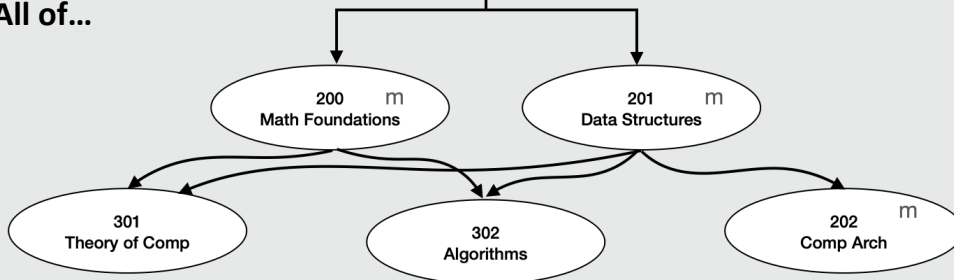 All of...
200 m
Math Foundations
201 m
Data Structures
301
Theory of Comp
302
Algorithms
202 m
Comp Arch